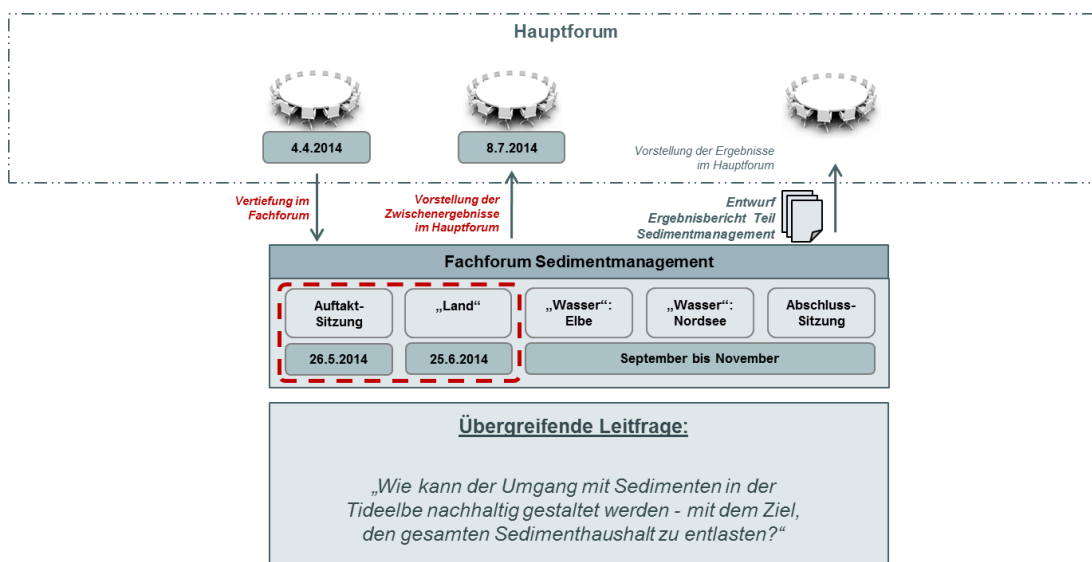 Hauptforum
4.4.2014
8.7.2014
Vorstellung der Ergebnisse
im Hauptforum
Vertiefung im
Fachforum
Vorstellung der
Zwischenergebnisse
im Hauptforum
Entwurf
Ergebnisbericht Teil
Sedimentmanagement
Fachforum Sedimentmanagement
Auftakt-
Sitzung
„Land“
„Wasser“:
Elbe
„Wasser“:
Nordsee
Abschluss-
Sitzung
26.5.2014
25.6.2014
September bis November
Übergreifende Leitfrage:
„Wie kann der Umgang mit Sedimenten in der
Tideelbe nachhaltig gestaltet werden - mit dem Ziel,
den gesamten Sedimenthaushalt zu entlasten?“